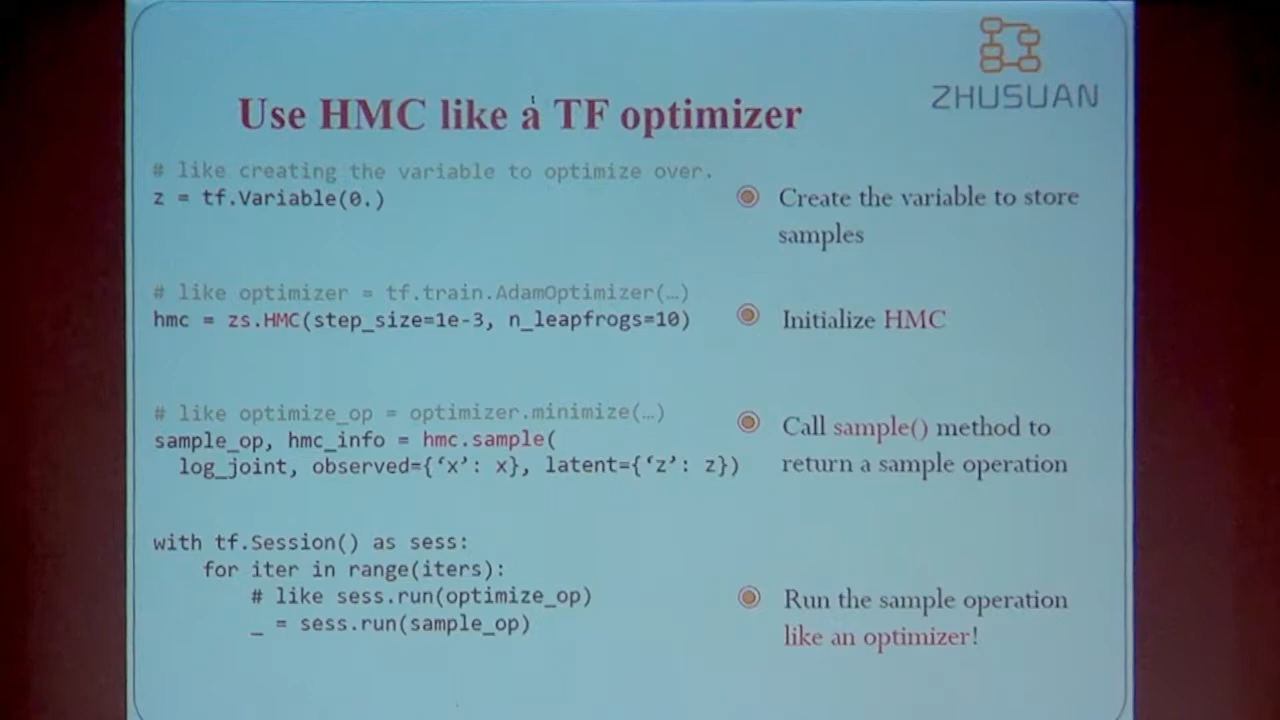 ZHUSUAN
Use HMC like a TF optimizer
# like creating the variable to optimize over.
z = tf.Variable(0.)
Create the variable to store
samples
# like optimizer = tf.train.AdamOptimizer(…)
hmc = zs.HMC(step_size=1e-3, n_leapfrogs=10)
Initialize HMC
# like optimize_op = optimizer.minimize(…)
sample_op, hmc_info = hmc.sample(
log_joint, observed={‘x’: x}, latent={‘z’: z})
Call sample() method to
return a sample operation
with tf.Session() as sess:
for iter in range(iters):
# like sess.run(optimize_op)
_ = sess.run(sample_op)
Run the sample operation
like an optimizer!